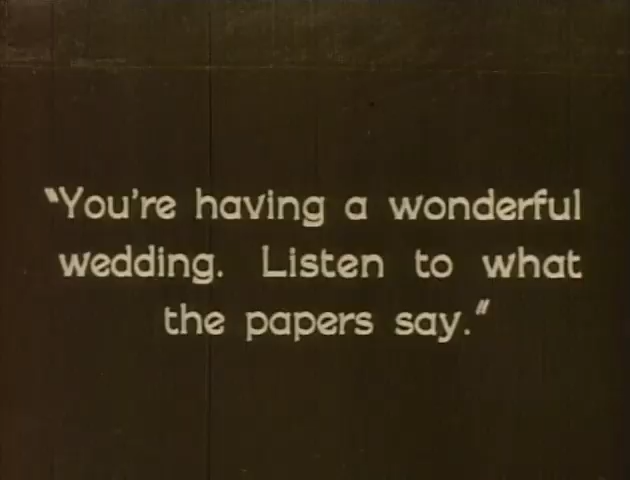 "You're having a wonderful
wedding. Listen to what
the papers say."